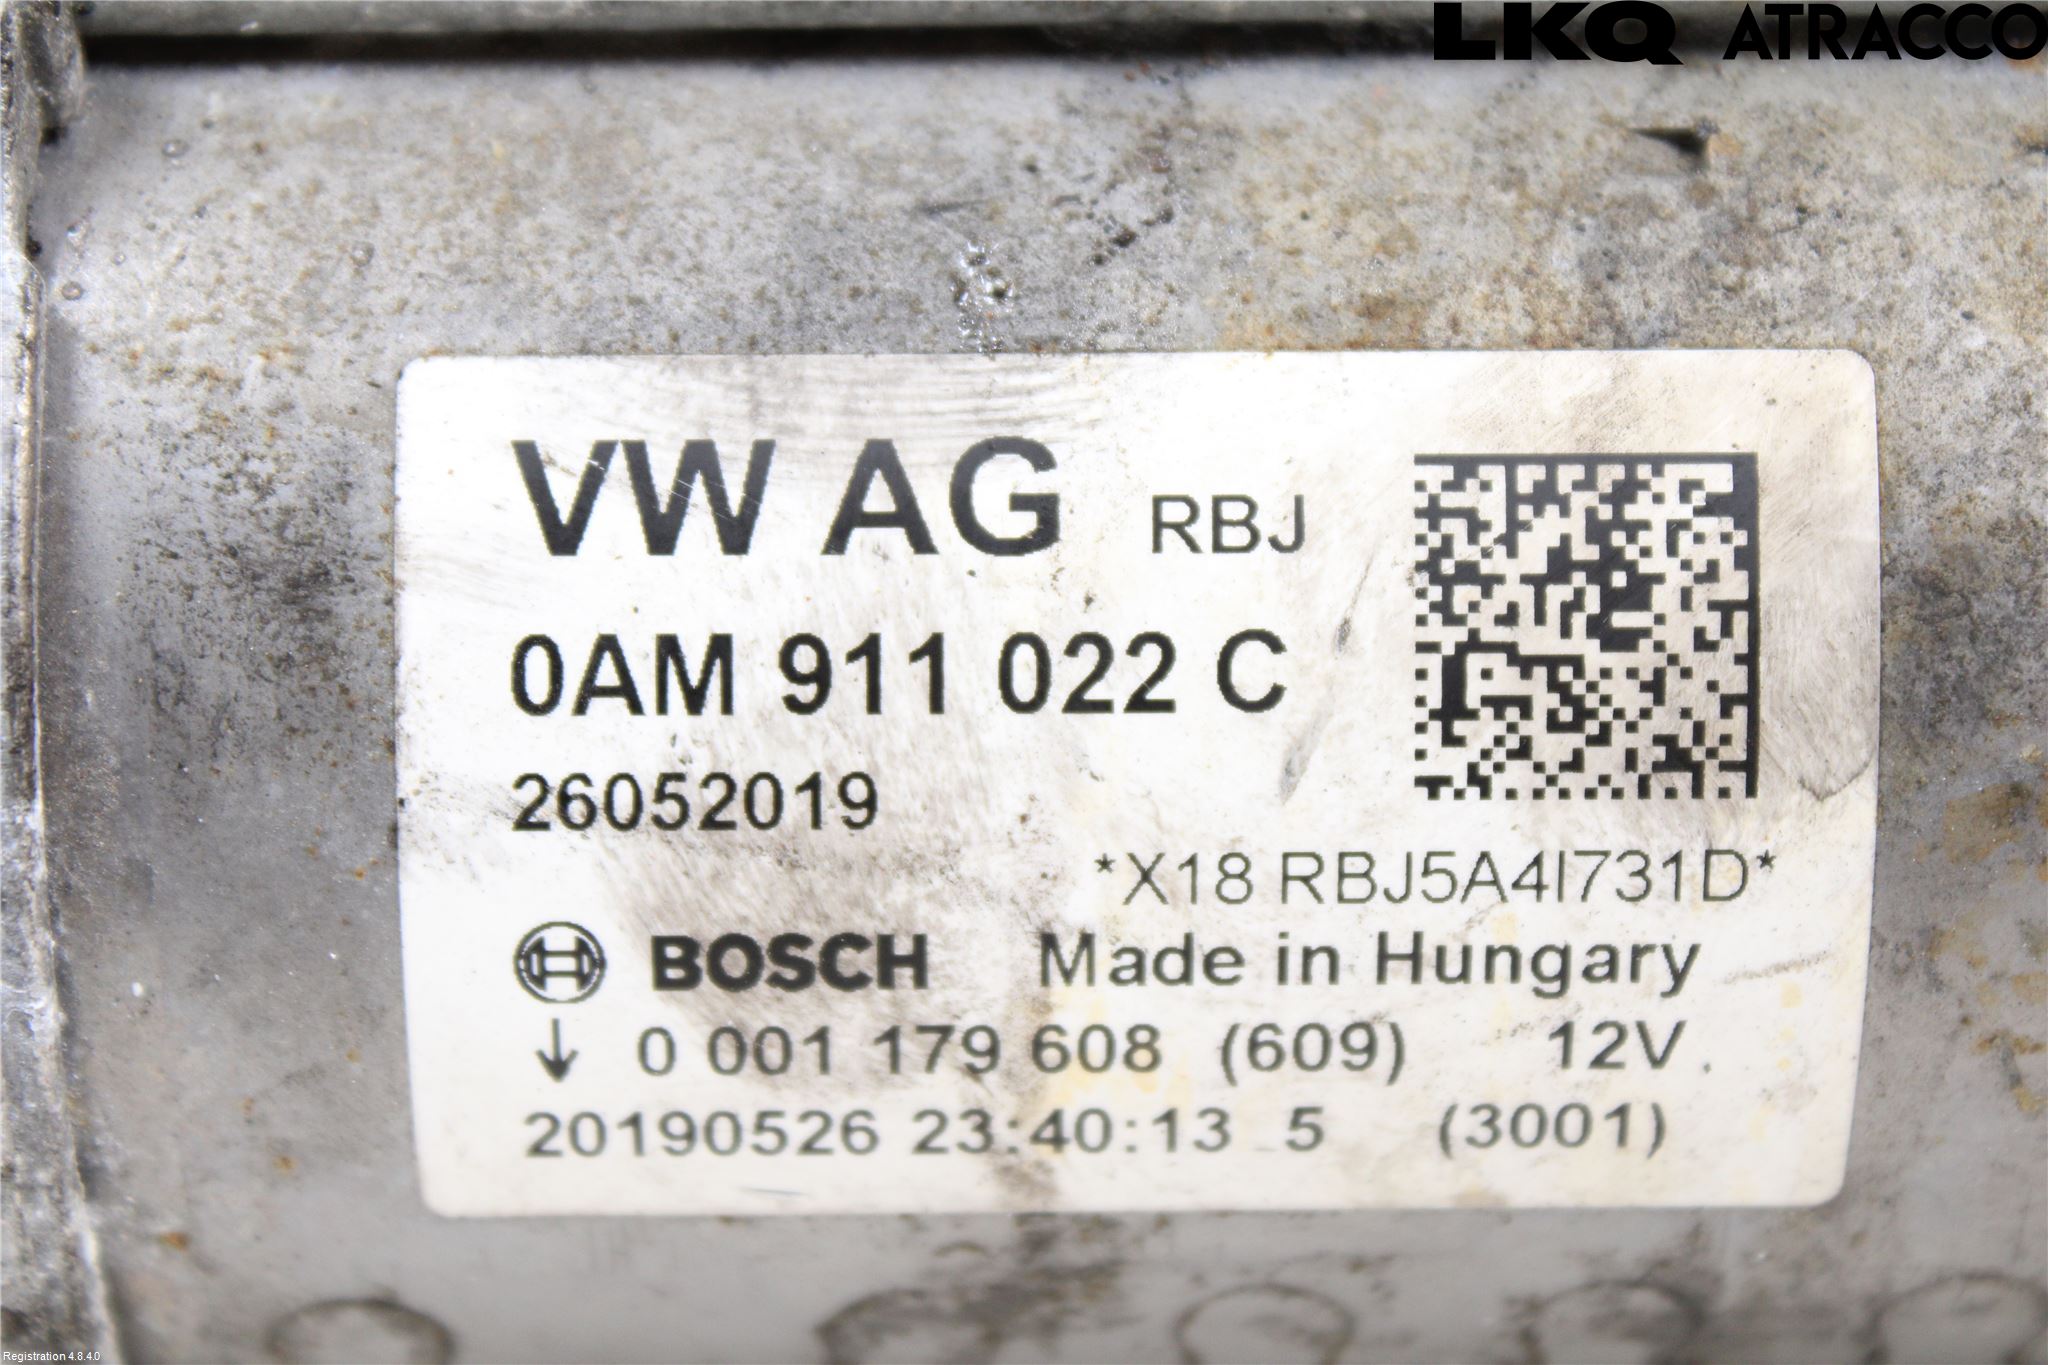 LKQ ATRACCO
VW AG RBJ
0AM 911 022 C
26052019
*X18 RBJ5A4I731D*
BOSCH Made in Hungary
↓ 0 001 179 608 (609) 12V
20190526 23:40:13 5 (3001)
Registration 4.8.4.0